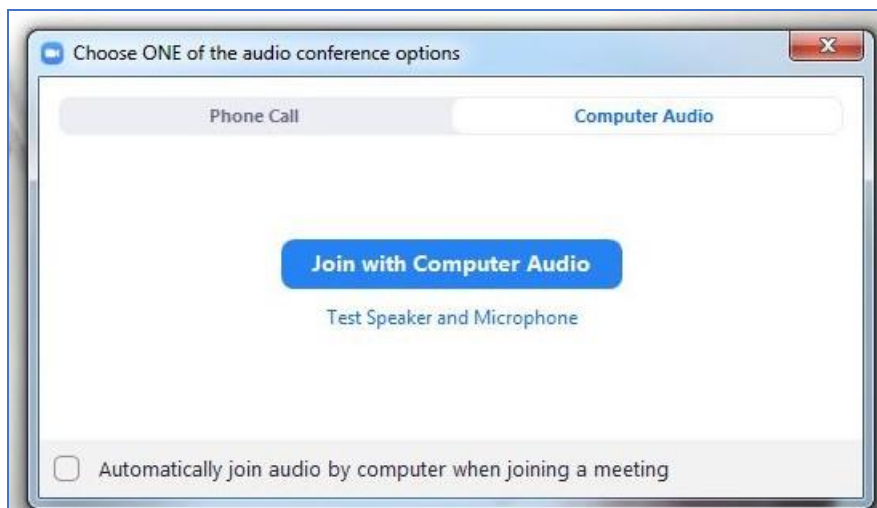 Choose ONE of the audio conference options
Phone Call
Computer Audio
Join with Computer Audio
Test Speaker and Microphone
Automatically join audio by computer when joining a meeting